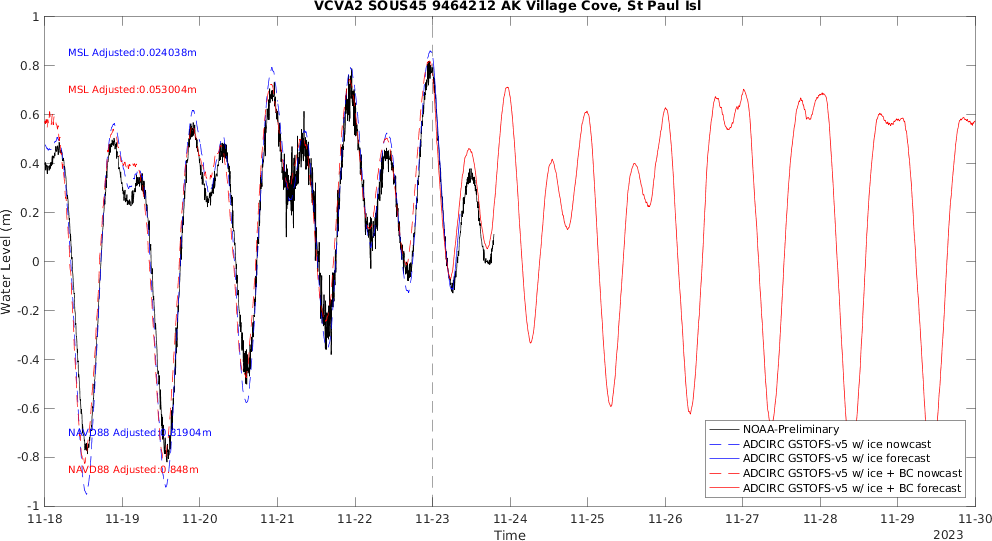 VCVA2 SOUS45 9464212 AK Village Cove, St Paul Isl
MSL Adjusted:0.024038m
MSL Adjusted:0.053004m
NAVD88 Adjusted:0.81904m
NAVD88 Adjusted:0.848m
Water Level (m)
1
0.8
0.6
0.4
0.2
0
-0.2
-0.4
-0.6
-0.8
-1
NOAA-Preliminary
ADCIRC GSTOFS-v5 w/ ice nowcast
ADCIRC GSTOFS-v5 w/ ice forecast
ADCIRC GSTOFS-v5 w/ ice + BC nowcast
ADCIRC GSTOFS-v5 w/ ice + BC forecast
11-18 11-19 11-20 11-21 11-22 11-23 11-24 11-25 11-26 11-27 11-28 11-29 11-30
Time
2023